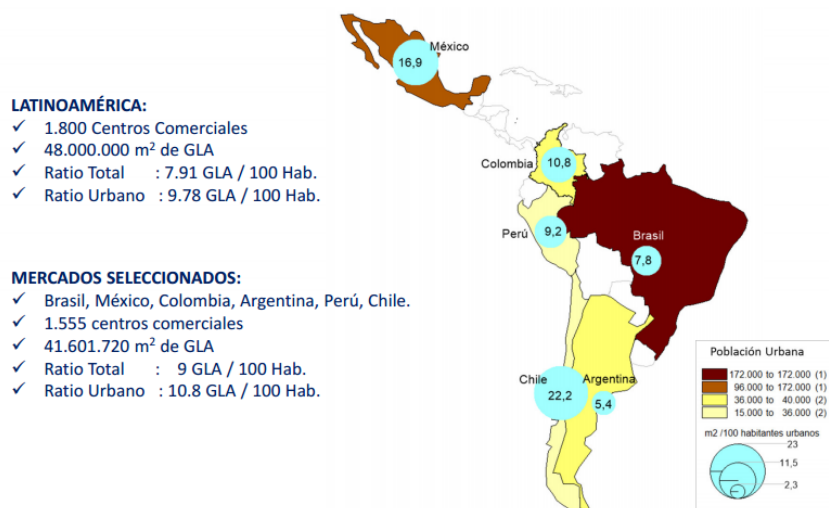 LATINOAMÉRICA:
✓ 1.800 Centros Comerciales
✓ 48.000.000 m² de GLA
✓ Ratio Total : 7.91 GLA / 100 Hab.
✓ Ratio Urbano : 9.78 GLA / 100 Hab.
MERCADOS SELECCIONADOS:
✓ Brasil, México, Colombia, Argentina, Perú, Chile.
✓ 1.555 centros comerciales
✓ 41.601.720 m² de GLA
✓ Ratio Total : 9 GLA / 100 Hab.
✓ Ratio Urbano : 10.8 GLA / 100 Hab.
México
16,9
Colombia
10,8
Perú
9,2
Brasil
7,8
Chile
22,2
Argentina
5,4
Población Urbana
172.000 to 172.000 (1)
96.000 to 172.000 (1)
36.000 to 40.000 (2)
15.000 to 36.000 (2)
m2 /100 habitantes urbanos
23
11,5
2,3